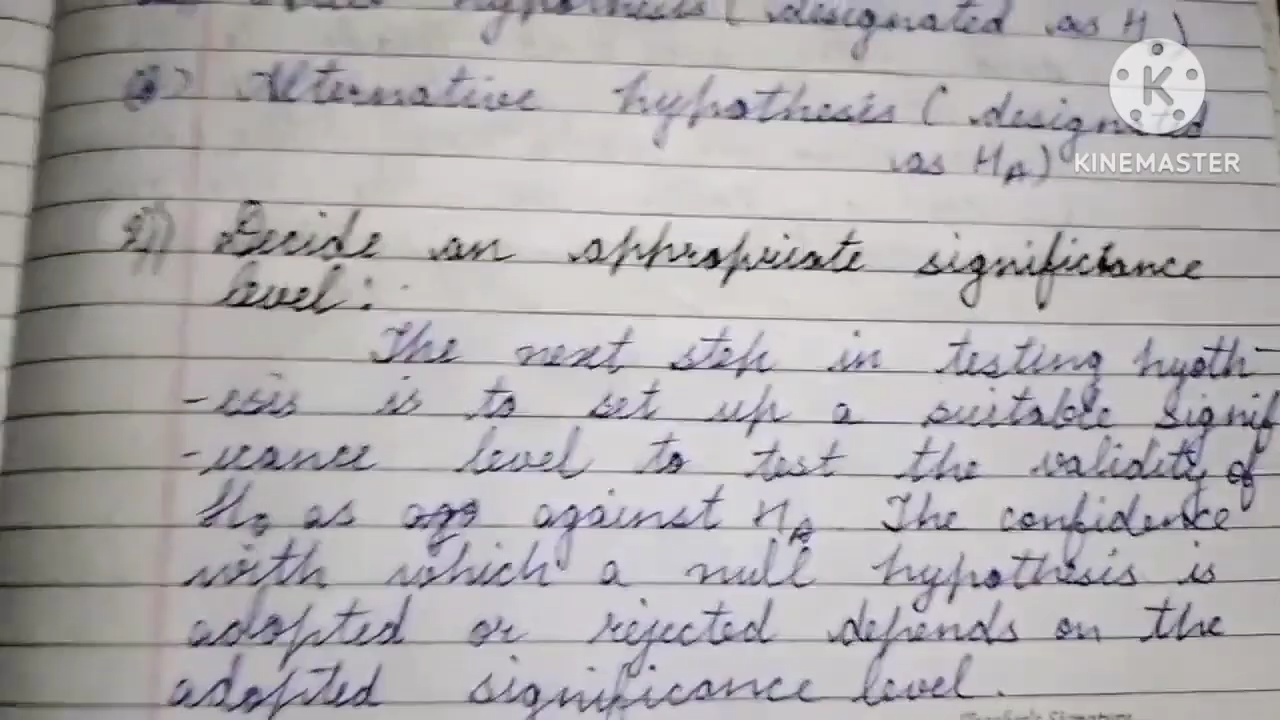 hypothesis (designated as H )
Alternative hypothesis ( designated
as HA)
Decide an appropriate significance
level :
The next step in testing hyoth-
-esis is to set up a suitable signif
-icance level to test the validity of
H0 as against HA. The confidence
with which a null hypothesis is
adopted or rejected depends on the
adopted significance level.
K
KINEMASTER